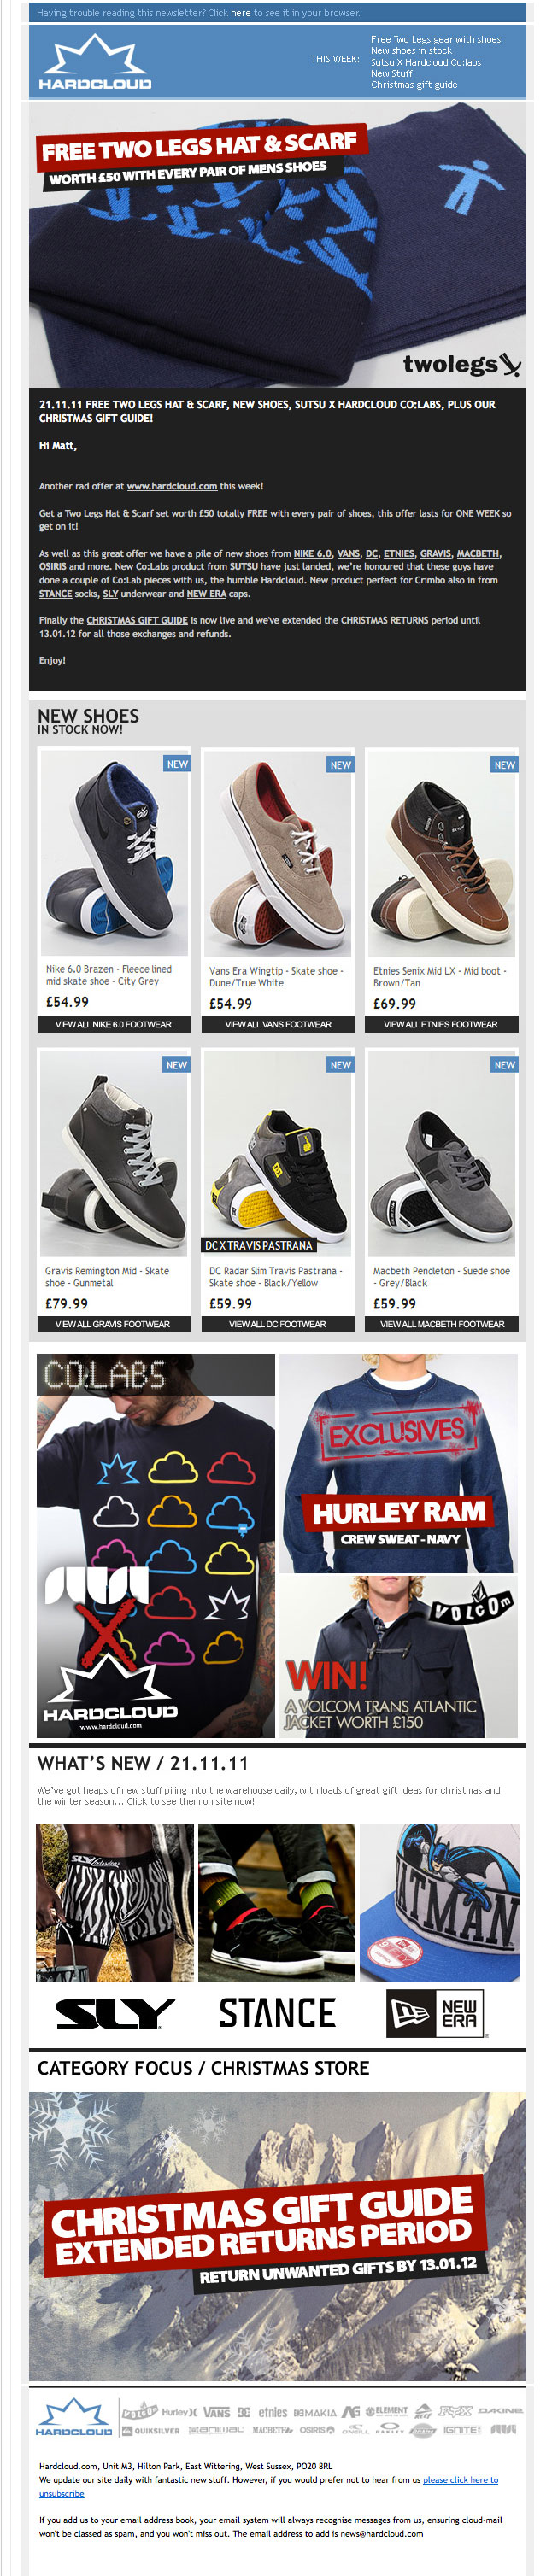 Having trouble reading this newsletter? Click here to see it in your browser.
HARDCLOUD
THIS WEEK:
Free Two Legs gear with shoes
New shoes in stock
Sutsu X Hardcloud Co:labs
New Stuff
Christmas gift guide
FREE TWO LEGS HAT & SCARF
WORTH £50 WITH EVERY PAIR OF MENS SHOES
twolegs
21.11.11 FREE TWO LEGS HAT & SCARF, NEW SHOES, SUTSU X HARDCLOUD CO:LABS, PLUS OUR
CHRISTMAS GIFT GUIDE!
Hi Matt,
Another rad offer at www.hardcloud.com this week!
Get a Two Legs Hat & Scarf set worth £50 totally FREE with every pair of shoes, this offer lasts for ONE WEEK so
get on it!
As well as this great offer we have a pile of new shoes from NIKE 6.0, VANS, DC, ETNIES, GRAVIS, MACBETH,
OSIRIS and more. New Co:Labs product from SUTSU have just landed, we're honoured that these guys have
done a couple of Co:Lab pieces with us, the humble Hardcloud. New product perfect for Crimbo also in from
STANCE socks, SLY underwear and NEW ERA caps.
Finally the CHRISTMAS GIFT GUIDE is now live and we've extended the CHRISTMAS RETURNS period until
13.01.12 for all those exchanges and refunds.
Enjoy!
NEW SHOES
IN STOCK NOW!
NEW
NEW
NEW
Nike 6.0 Brazen - Fleece lined
mid skate shoe - City Grey
£54.99
VIEW ALL NIKE 6.0 FOOTWEAR
Vans Era Wingtip - Skate shoe -
Dune/True White
£54.99
VIEW ALL VANS FOOTWEAR
Etnies Senix Mid LX - Mid boot -
Brown/Tan
£69.99
VIEW ALL ETNIES FOOTWEAR
NEW
NEW
NEW
DC X TRAVIS PASTRANA
Gravis Remington Mid - Skate
shoe - Gunmetal
£79.99
VIEW ALL GRAVIS FOOTWEAR
DC Radar Slim Travis Pastrana -
Skate shoe - Black/Yellow
£59.99
VIEW ALL DC FOOTWEAR
Macbeth Pendleton - Suede shoe
- Grey/Black
£59.99
VIEW ALL MACBETH FOOTWEAR
CO:LABS
X
HARDCLOUD
www.hardcloud.com
EXCLUSIVES
HURLEY RAM
CREW SWEAT - NAVY
VOLCOM
WIN!
A VOLCOM TRANS ATLANTIC
JACKET WORTH £150
WHAT'S NEW / 21.11.11
We've got heaps of new stuff piling into the warehouse daily, with loads of great gift ideas for christmas and
the winter season... Click to see them on site now!
SLY
TMAN
SLY
STANCE
NEW ERA
CATEGORY FOCUS / CHRISTMAS STORE
CHRISTMAS GIFT GUIDE
EXTENDED RETURNS PERIOD
RETURN UNWANTED GIFTS BY 13.01.12
HARDCLOUD
VOLCOM Hurley VANS DC etnies MAKIA ELEMENT REEF FOX DAKINE
QUIKSILVER ANIMAL MACBETH OSIRIS O'NEILL OAKLEY IGNITE
Hardcloud.com, Unit M3, Hilton Park, East Wittering, West Sussex, PO20 8RL
We update our site daily with fantastic new stuff. However, if you would prefer not to hear from us please click here to
unsubscribe
If you add us to your email address book, your email system will always recognise messages from us, ensuring cloud-mail
won't be classed as spam, and you won't miss out. The email address to add is news@hardcloud.com